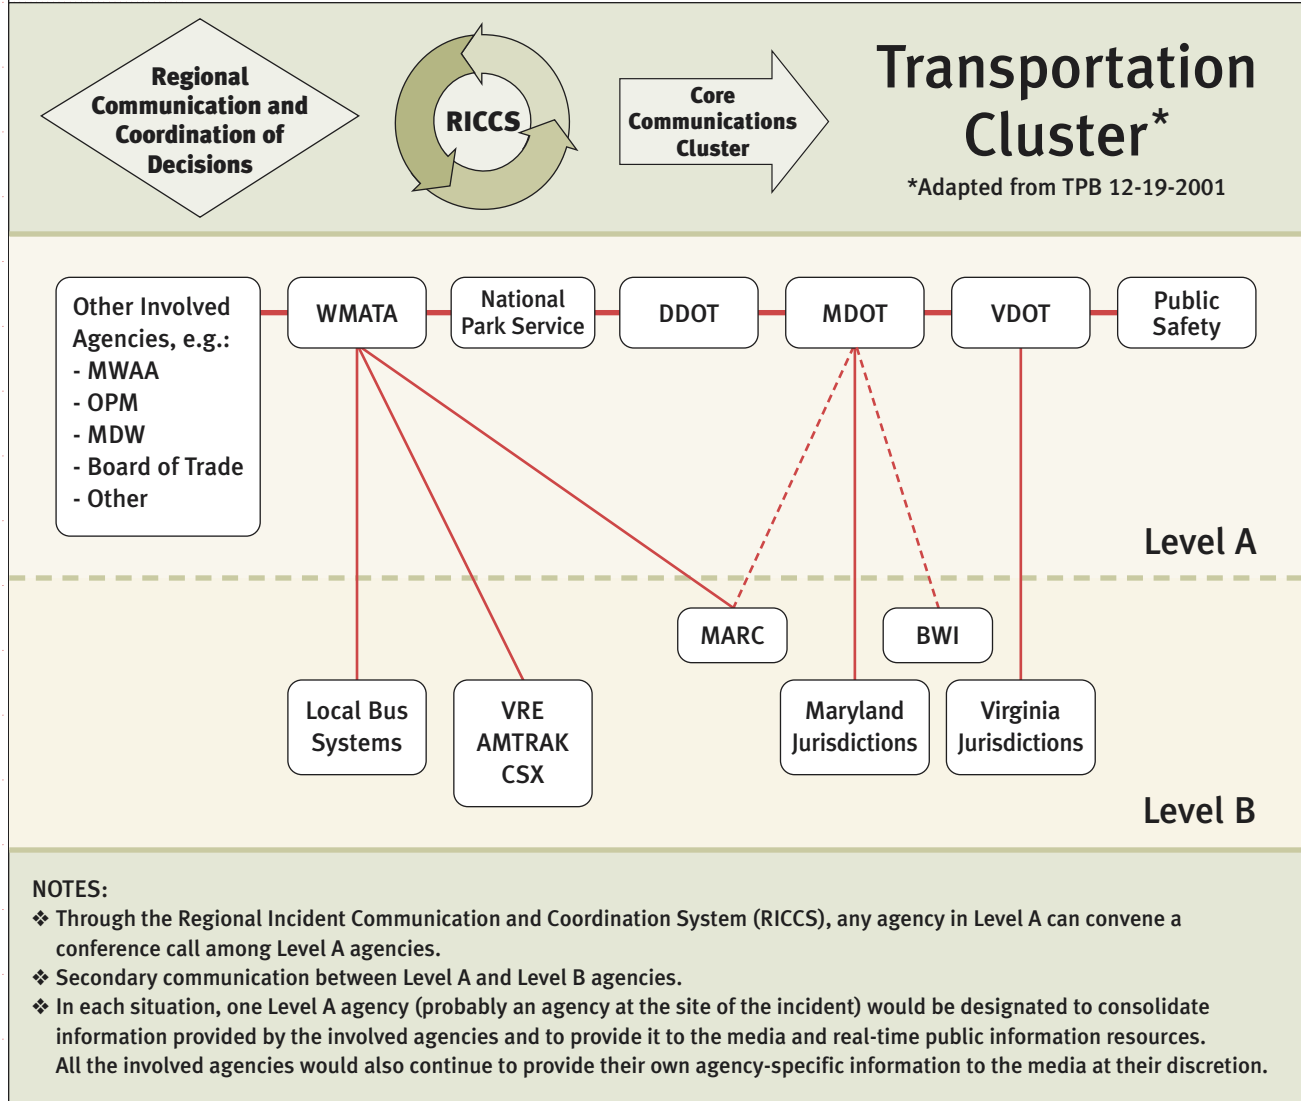 Regional
Communication and
Coordination of
Decisions
RICCS
Core
Communications
Cluster
Transportation
Cluster*
*Adapted from TPB 12-19-2001
Other Involved
Agencies, e.g.:
- MWAA
- OPM
- MDW
- Board of Trade
- Other
WMATA
National
Park Service
DDOT
MDOT
VDOT
Public
Safety
Level A
MARC
BWI
Local Bus
Systems
VRE
AMTRAK
CSX
Maryland
Jurisdictions
Virginia
Jurisdictions
Level B
NOTES:
❖ Through the Regional Incident Communication and Coordination System (RICCS), any agency in Level A can convene a
conference call among Level A agencies.
❖ Secondary communication between Level A and Level B agencies.
❖ In each situation, one Level A agency (probably an agency at the site of the incident) would be designated to consolidate
information provided by the involved agencies and to provide it to the media and real-time public information resources.
All the involved agencies would also continue to provide their own agency-specific information to the media at their discretion.